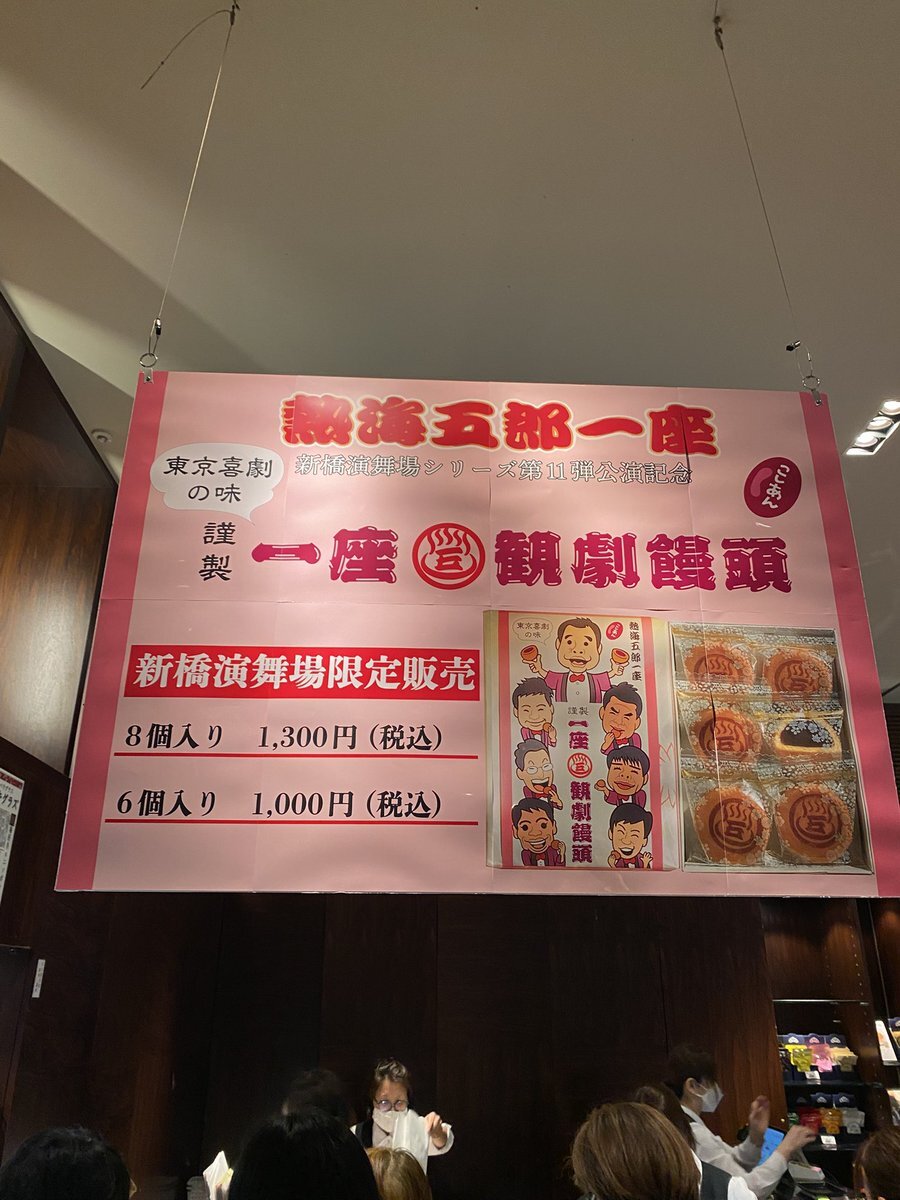 熱海五郎一座
新橋演舞場シリーズ第11弾公演記念
東京喜劇
の味
こしあん
謹製
一座 五 観劇饅頭
新橋演舞場限定販売
8個入り 1,300円(税込)
6個入り 1,000円(税込)
東京喜劇
の味
熱海五郎一座
謹製
一座 五 観劇饅頭